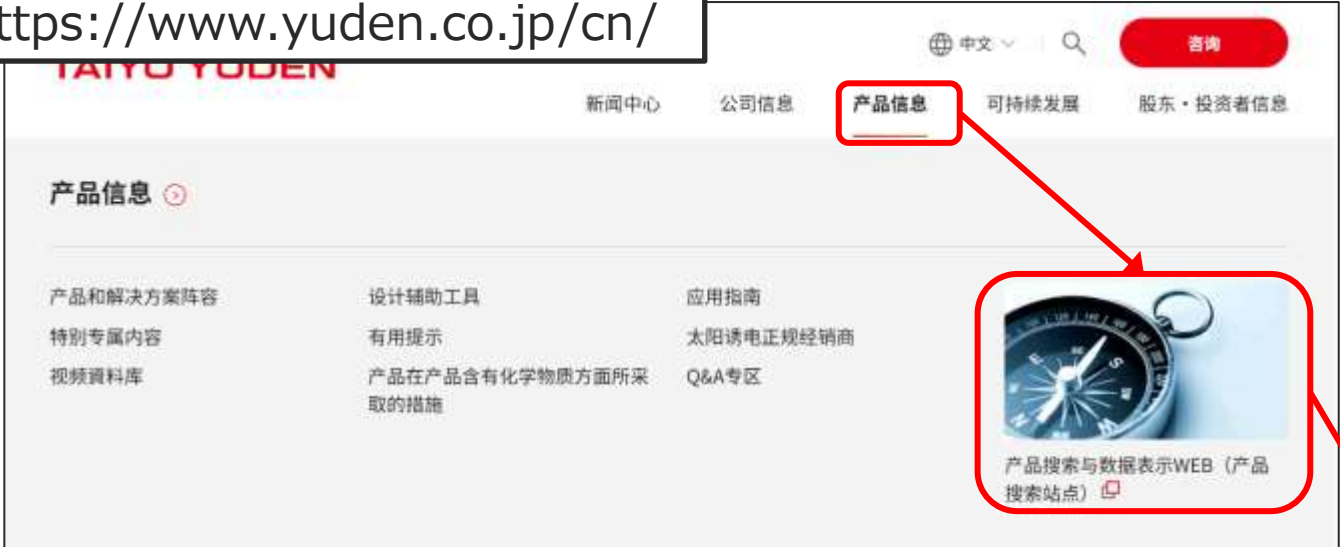 ttps://www.yuden.co.jp/cn/
TAIYO YUDEN
中文
咨询
新闻中心
公司信息
产品信息
可持续发展
股东・投资者信息
产品信息
产品和解决方案阵容
设计辅助工具
应用指南
特别专属内容
有用提示
太阳诱电正规经销商
视频資料库
产品在产品含有化学物质方面所采
取的措施
Q&A专区
产品搜索与数据表示WEB（产品
搜索站点）